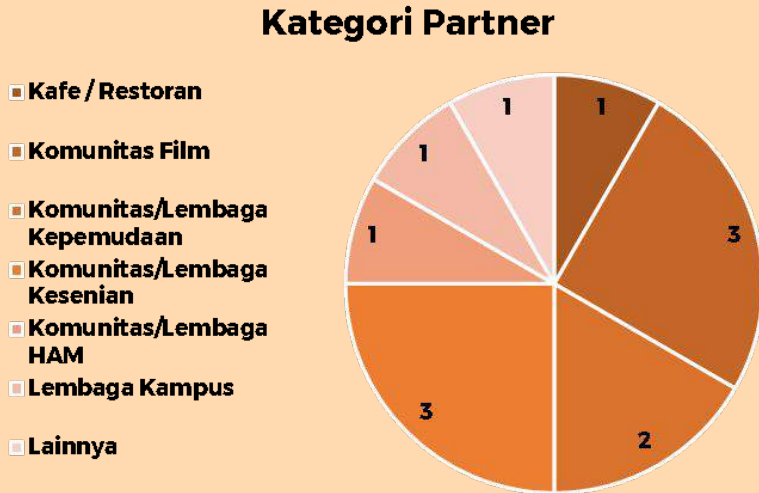 Kategori Partner
Kafe / Restoran
Komunitas Film
Komunitas/Lembaga
Kepemudaan
Komunitas/Lembaga
Kesenian
Komunitas/Lembaga
HAM
Lembaga Kampus
Lainnya
1
3
2
3
1
1
1